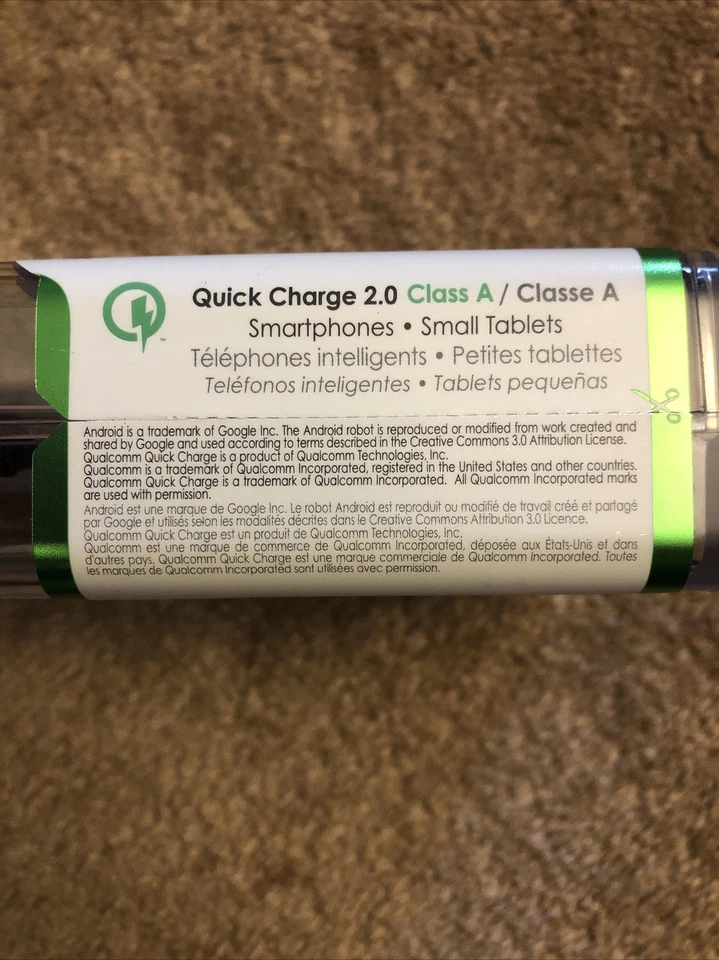 Quick Charge 2.0 Class A / Classe A
Smartphones • Small Tablets
Téléphones intelligents • Petites tablettes
Teléfonos inteligentes • Tablets pequeñas
Android is a trademark of Google Inc. The Android robot is reproduced or modified from work created and
shared by Google and used according to terms described in the Creative Commons 3.0 Attribution License.
Qualcomm Quick Charge is a product of Qualcomm Technologies, Inc.
Qualcomm is a trademark of Qualcomm Incorporated, registered in the United States and other countries.
Qualcomm Quick Charge is a trademark of Qualcomm Incorporated. All Qualcomm Incorporated marks
are used with permission.
Android est une marque de Google Inc. Le robot Android est reproduit ou modifié de travail créé et partagé
par Google et utilisés selon les modalités décrites dans le Creative Commons Attribution 3.0 Licence.
Qualcomm Quick Charge est un produit de Qualcomm Technologies, Inc.
Qualcomm est une marque de commerce de Qualcomm Incorporated, déposée aux États-Unis et dans
d'autres pays. Qualcomm Quick Charge est une marque commerciale de Qualcomm Incorporated. Toutes
les marques de Qualcomm Incorporated sont utilisées avec permission.